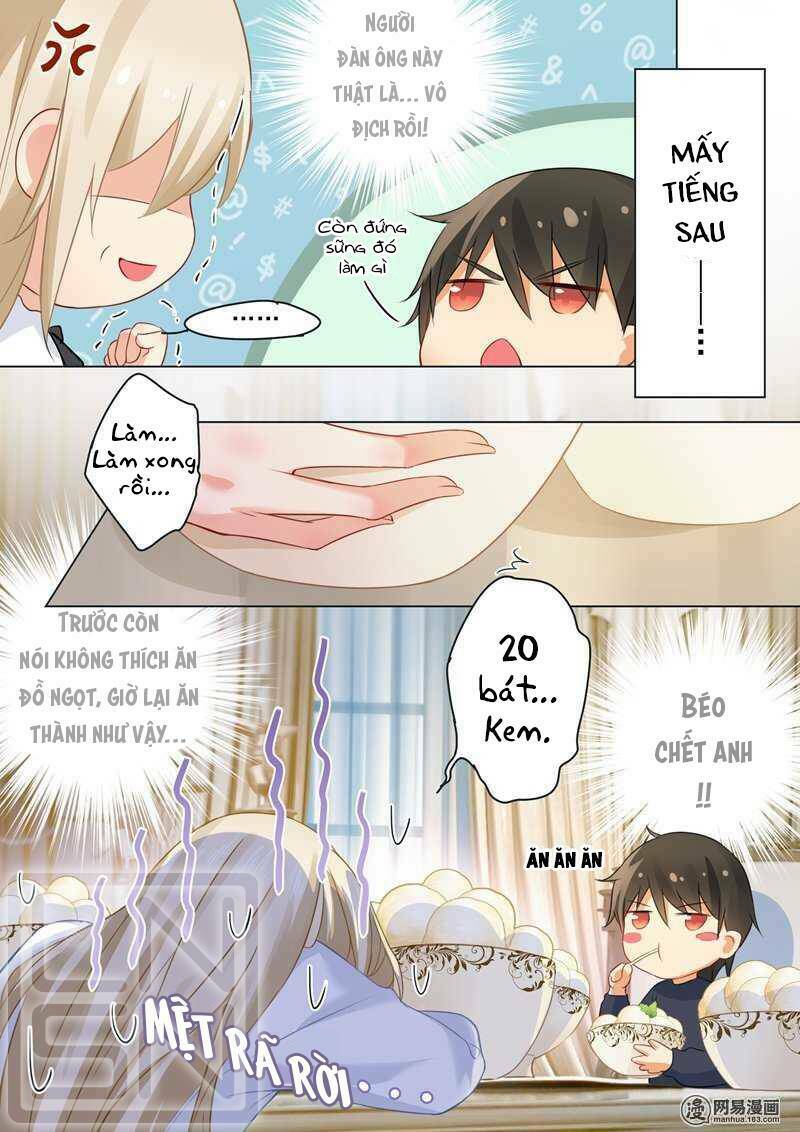 NGƯỜI
ĐÀN ÔNG NÀY
THẬT LÀ... VÔ
ĐỊCH RỒI!
MẤY
TIẾNG
SAU
......
Còn đứng
sững đó
làm gì
......
Làm...
Làm xong
rồi...
TRƯỚC CÒN
NÓI KHÔNG THÍCH ĂN
ĐỒ NGỌT, GIỜ LẠI ĂN
THÀNH NHƯ VẬY...
20
bát...
Kem.
BÉO
CHẾT ANH
!!
ĂN ĂN ĂN
MỆT RÃ RỜI....
网易漫画
manhua.163.com